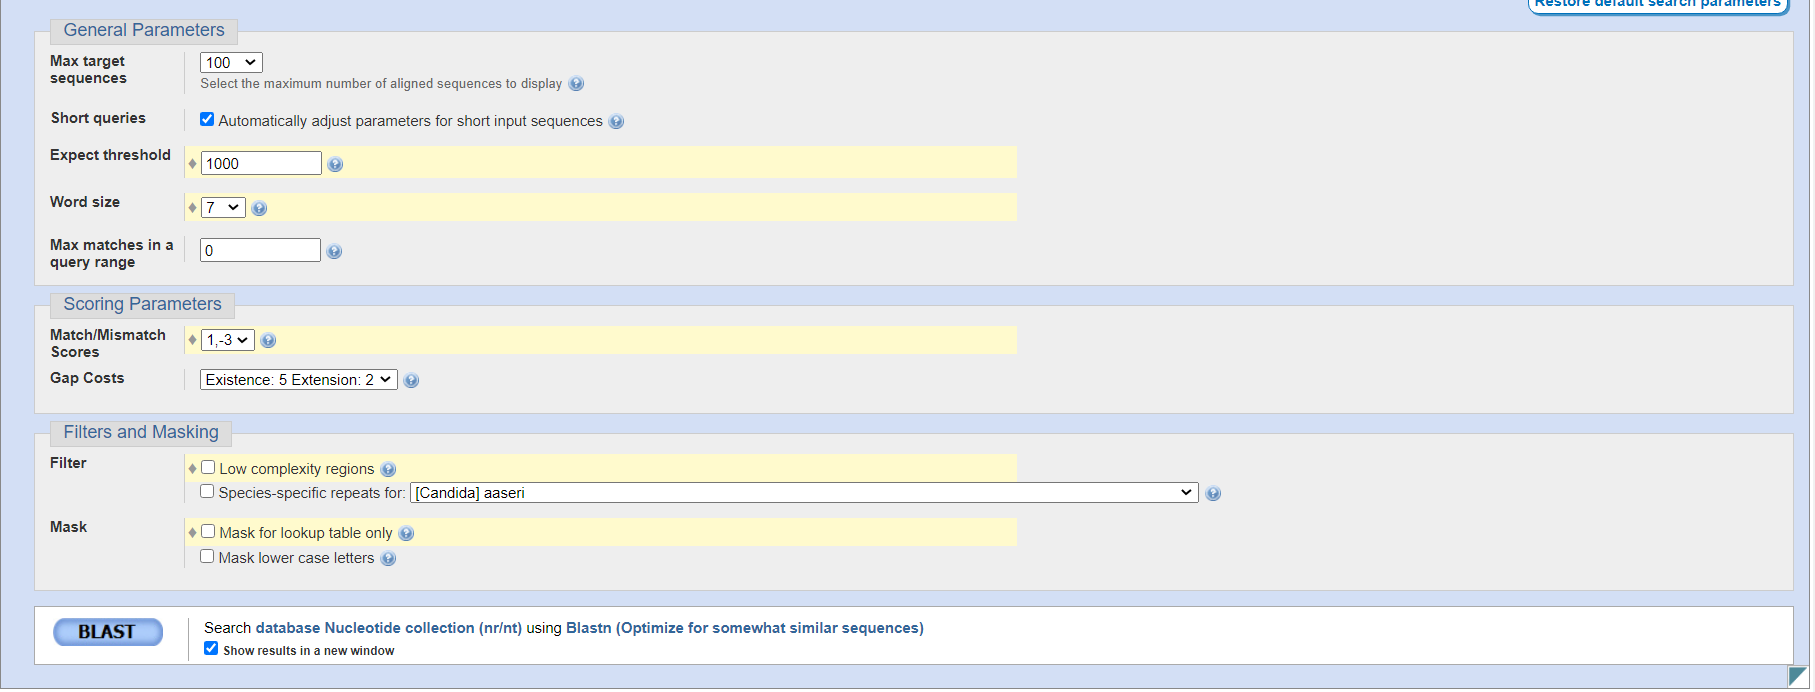 Restore default search parameters
General Parameters
Max target
sequences
100
Select the maximum number of aligned sequences to display
Short queries
Automatically adjust parameters for short input sequences
Expect threshold
1000
Word size
7
Max matches in a
query range
0
Scoring Parameters
Match/Mismatch
Scores
1,-3
Gap Costs
Existence: 5 Extension: 2
Filters and Masking
Filter
Low complexity regions
Species-specific repeats for: [Candida] aaseri
Mask
Mask for lookup table only
Mask lower case letters
BLAST
Search database Nucleotide collection (nr/nt) using Blastn (Optimize for somewhat similar sequences)
Show results in a new window